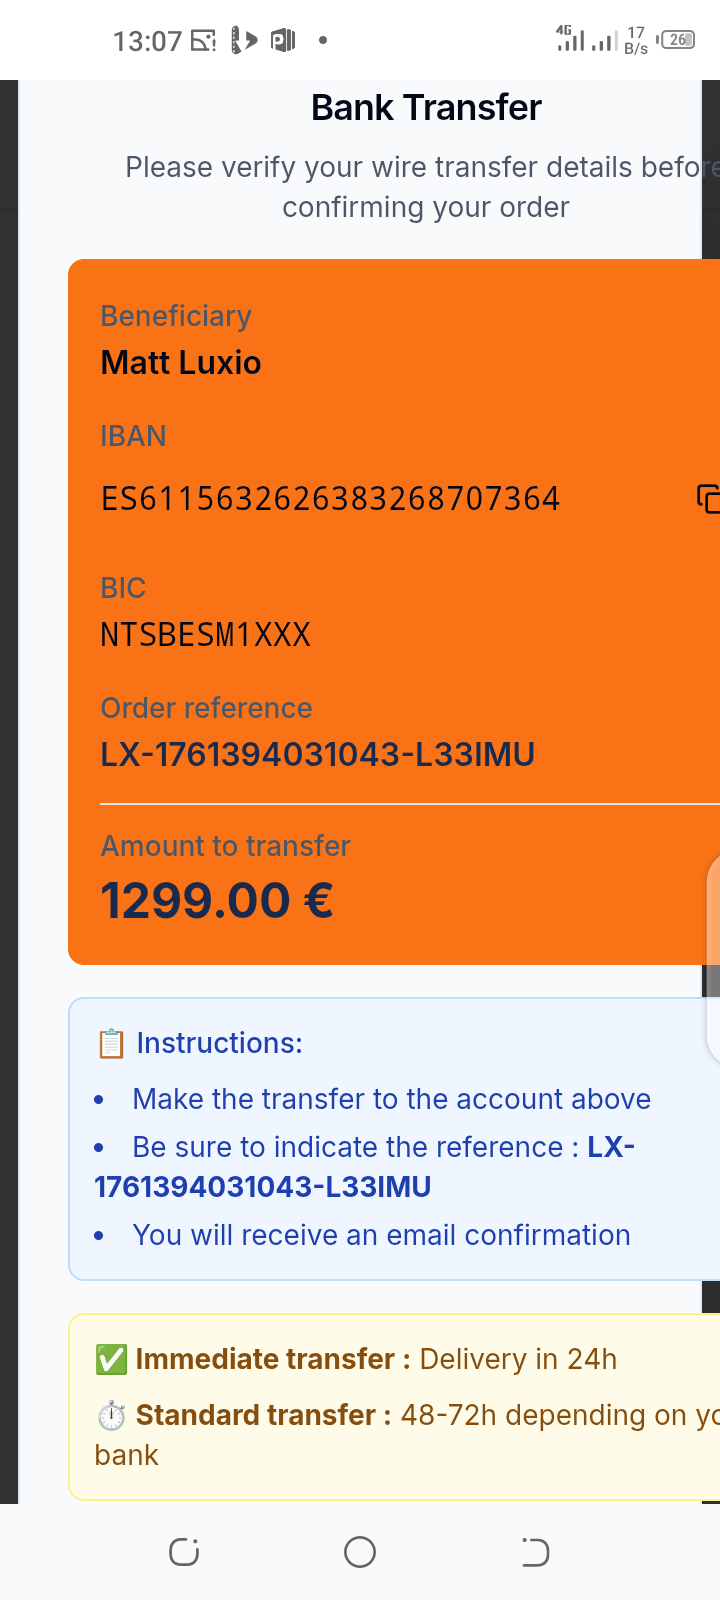 13:07
4G
17
B/s
26
Bank Transfer
Please verify your wire transfer details before
confirming your order
Beneficiary
Matt Luxio
IBAN
ES6115632626383268707364
BIC
NTSBESM1XXX
Order reference
LX-1761394031043-L33IMU
Amount to transfer
1299.00 €
📋 Instructions:
• Make the transfer to the account above
• Be sure to indicate the reference : LX-
1761394031043-L33IMU
• You will receive an email confirmation
✅ Immediate transfer : Delivery in 24h
⏱️ Standard transfer : 48-72h depending on yo
bank